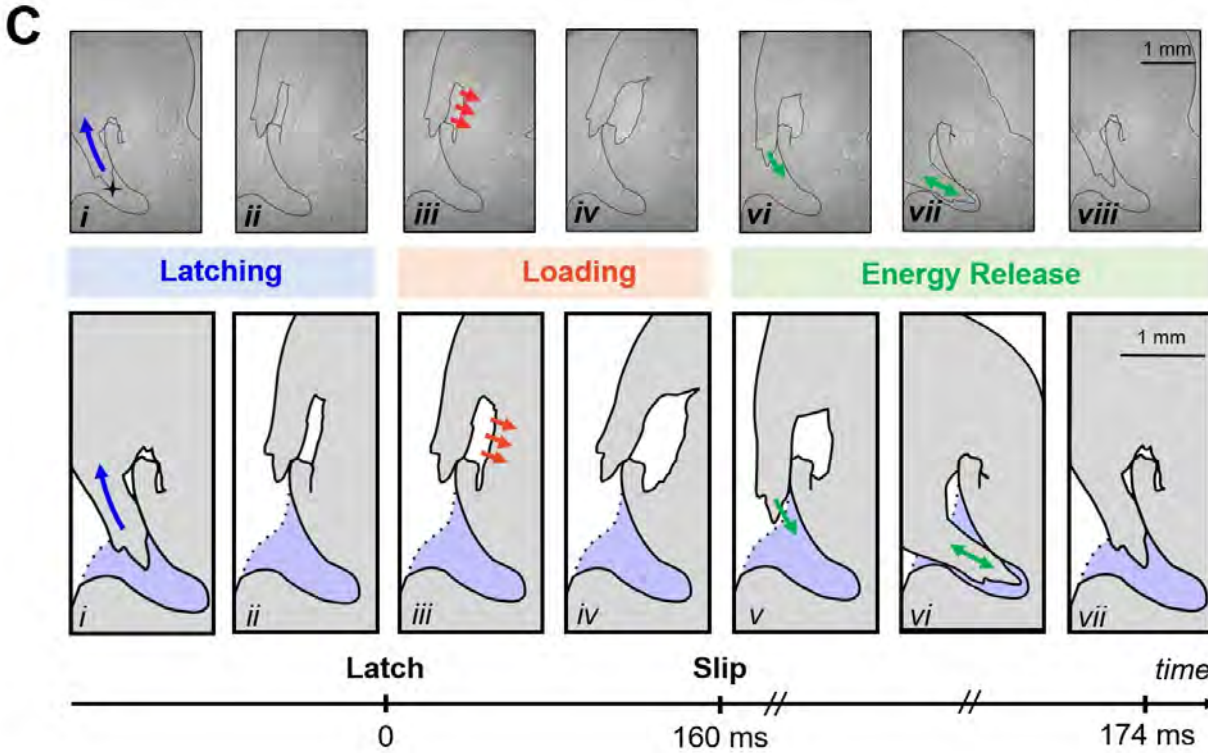 C
i ii iii iv vi vii viii
1 mm
Latching Loading Energy Release
i ii iii iv v vi vii
1 mm
Latch Slip time
0 160 ms 174 ms